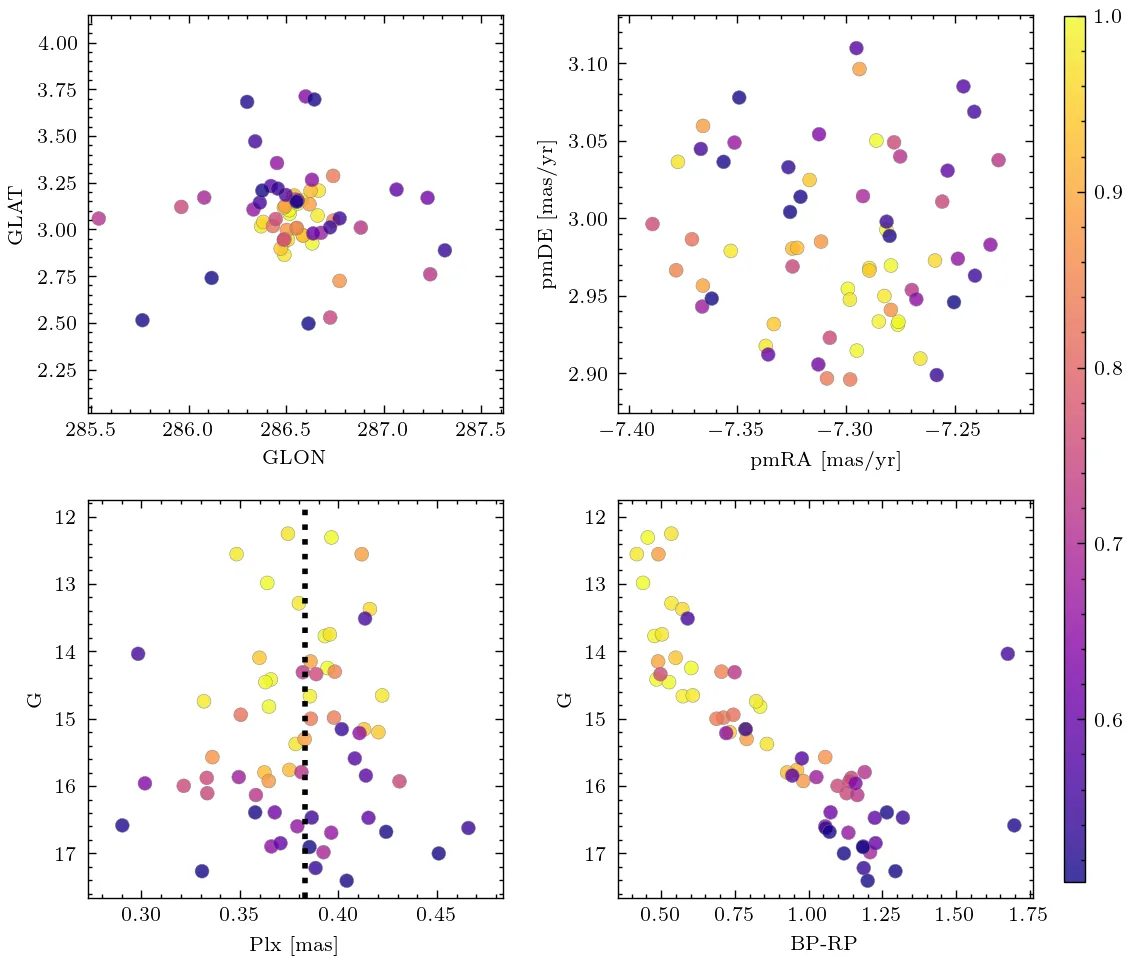 4.00
3.75
3.50
3.25
3.00
2.75
2.50
2.25
GLAT
285.5 286.0 286.5 287.0 287.5
GLON
3.10
3.05
3.00
2.95
2.90
pmDE [mas/yr]
−7.40 −7.35 −7.30 −7.25
pmRA [mas/yr]
12
13
14
15
16
17
G
0.30 0.35 0.40 0.45
Plx [mas]
12
13
14
15
16
17
G
0.50 0.75 1.00 1.25 1.50 1.75
BP-RP
1.0
0.9
0.8
0.7
0.6